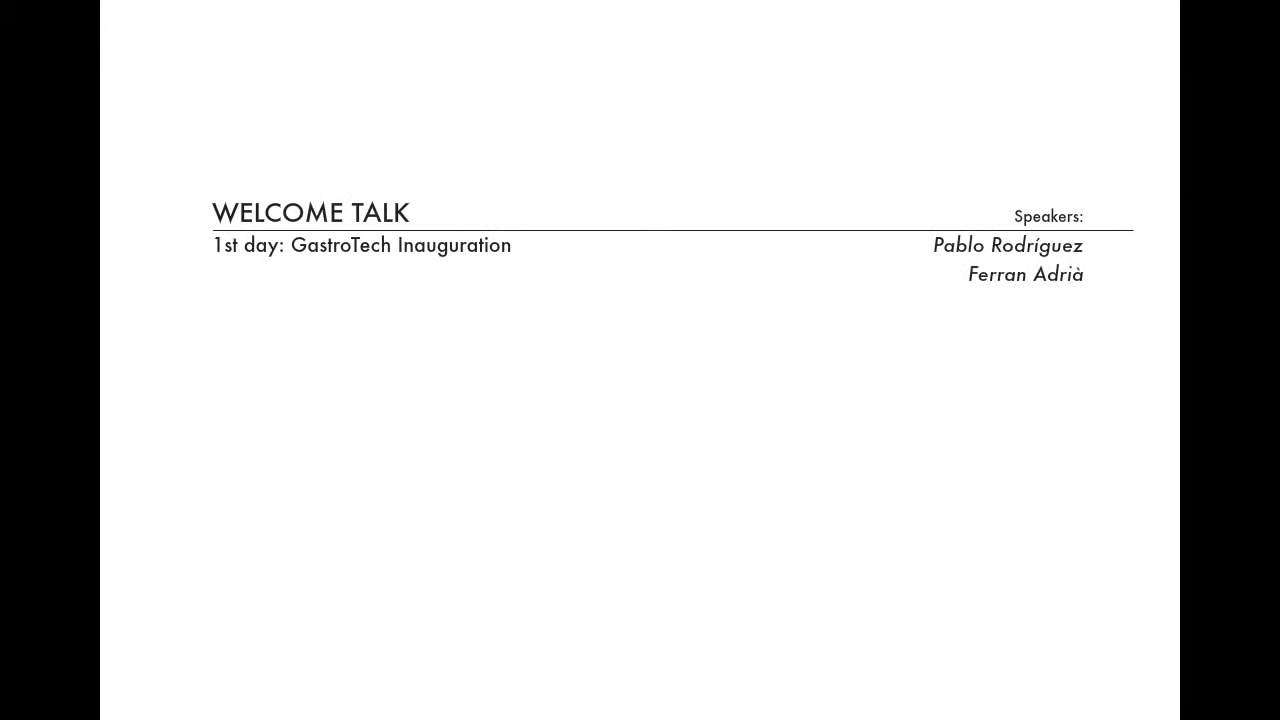 WELCOME TALK
Speakers:
1st day: GastroTech Inauguration
Pablo Rodríguez
Ferran Adrià